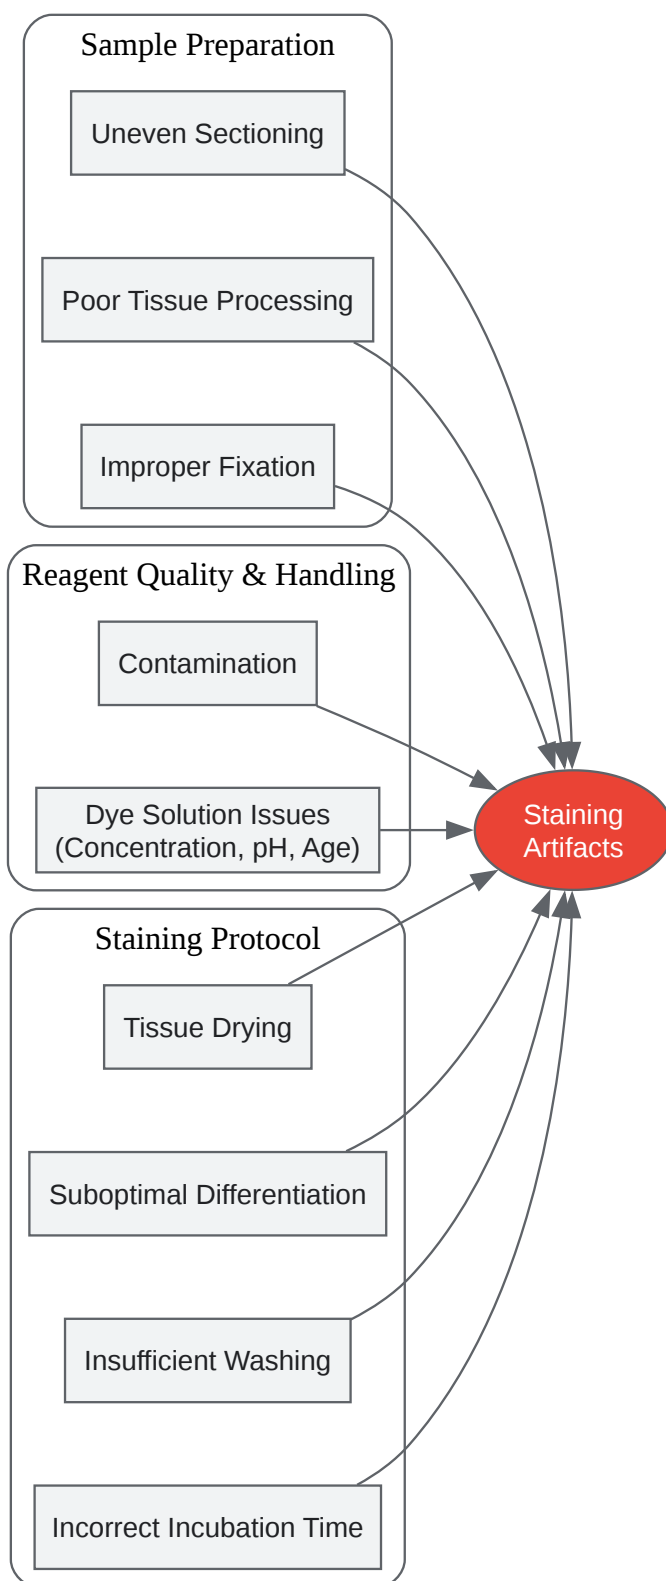 Sample Preparation
Uneven Sectioning
Poor Tissue Processing
Improper Fixation
Reagent Quality & Handling
Contamination
Dye Solution Issues
(Concentration, pH, Age)
Staining
Artifacts
Staining Protocol
Tissue Drying
Suboptimal Differentiation
Insufficient Washing
Incorrect Incubation Time